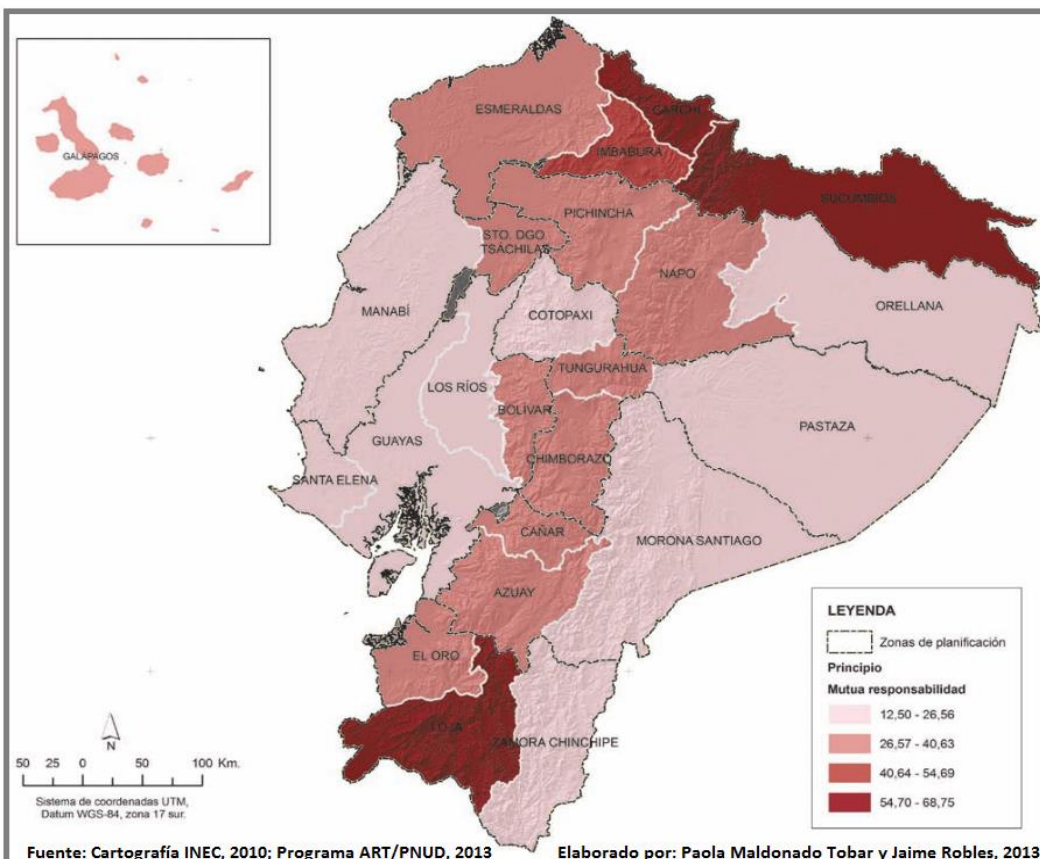 ESMERALDAS
CARCHI
IMBABURA
GALÁPAGOS
SUCUMBIOS
PICHINCHA
STO. DGO
TSÁCHILAS
NAPO
ORELLANA
MANABÍ
COTOPAXI
TUNGURAHUA
LOS RÍOS
BOLÍVAR
PASTAZA
GUAYAS
CHIMBORAZO
SANTA ELENA
CAÑAR
MORONA SANTIAGO
AZUAY
EL ORO
LOJA
ZAMORA CHINCHIPE
LEYENDA
Zonas de planificación
Principio
Mutua responsabilidad
12,50 - 26,56
26,57 - 40,63
40,64 - 54,69
54,70 - 68,75
N
50 25 0 50 100 Km.
Sistema de coordenadas UTM,
Datum WGS-84, zona 17 sur.
Fuente: Cartografía INEC, 2010; Programa ART/PNUD, 2013 Elaborado por: Paola Maldonado Tobar y Jaime Robles, 2013